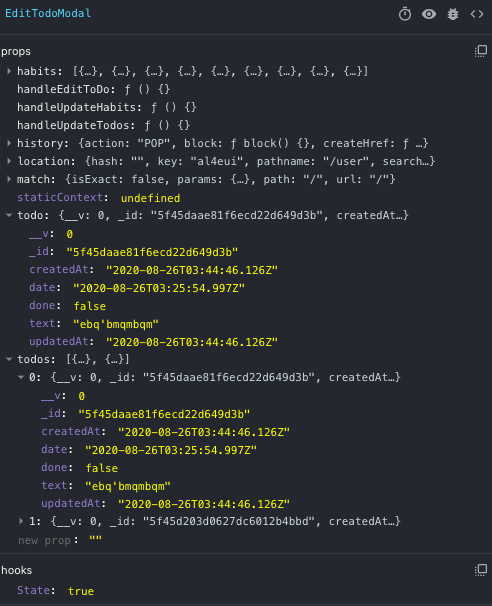 EditTodoModal
props
habits: [{…}, {…}, {…}, {…}, {…}, {…}, {…}, {…}, {…}]
handleEditToDo: ƒ () {}
handleUpdateHabits: ƒ () {}
handleUpdateTodos: ƒ () {}
history: {action: "POP", block: ƒ block() {}, createHref: ƒ …}
location: {hash: "", key: "al4eui", pathname: "/user", search…}
match: {isExact: false, params: {…}, path: "/", url: "/"}
staticContext: undefined
todo: {__v: 0, _id: "5f45daae81f6ecd22d649d3b", createdAt…}
__v: 0
_id: "5f45daae81f6ecd22d649d3b"
createdAt: "2020-08-26T03:44:46.126Z"
date: "2020-08-26T03:25:54.997Z"
done: false
text: "ebq'bmqmbqm"
updatedAt: "2020-08-26T03:44:46.126Z"
todos: [{…}, {…}]
0: {__v: 0, _id: "5f45daae81f6ecd22d649d3b", createdAt…}
__v: 0
_id: "5f45daae81f6ecd22d649d3b"
createdAt: "2020-08-26T03:44:46.126Z"
date: "2020-08-26T03:25:54.997Z"
done: false
text: "ebq'bmqmbqm"
updatedAt: "2020-08-26T03:44:46.126Z"
1: {__v: 0, _id: "5f45d203d0627dc6012b4bbd", createdAt…}
new prop: ""
hooks
State: true